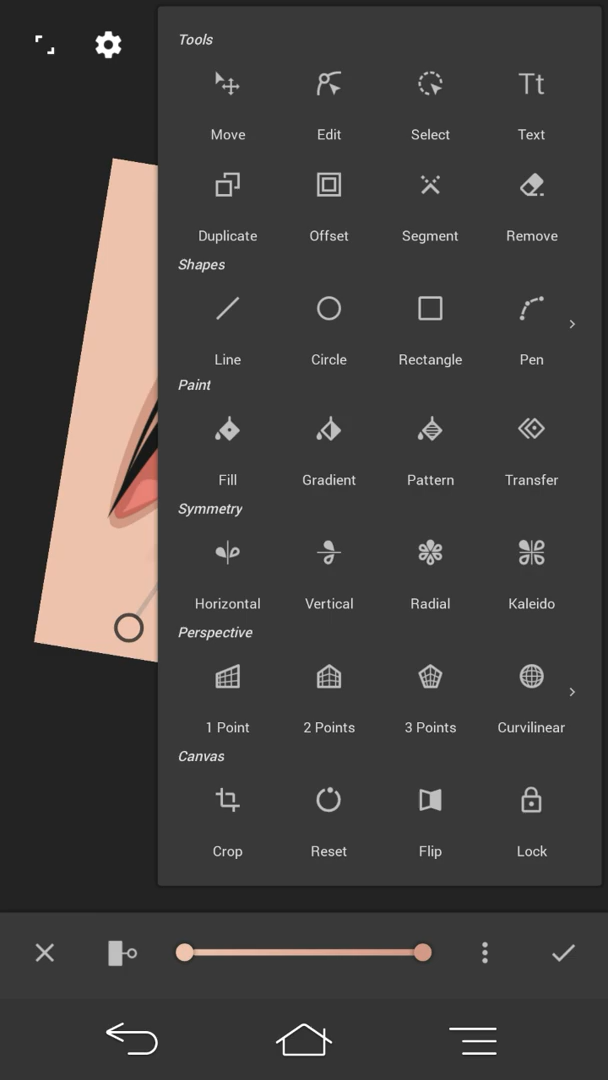 Tools
Move Edit Select Text
Duplicate Offset Segment Remove
Shapes
Line Circle Rectangle Pen
Paint
Fill Gradient Pattern Transfer
Symmetry
Horizontal Vertical Radial Kaleido
Perspective
1 Point 2 Points 3 Points Curvilinear
Canvas
Crop Reset Flip Lock